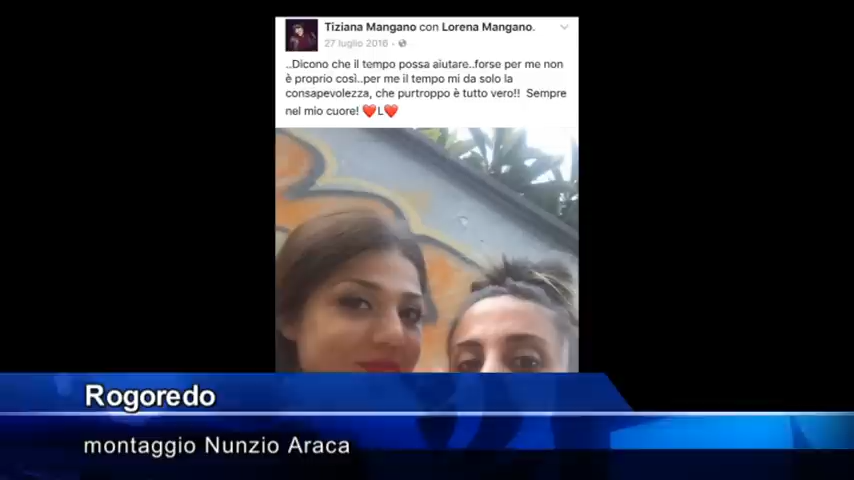 Tiziana Mangano con Lorena Mangano.
27 luglio 2016 ·
..Dicono che il tempo possa aiutare..forse per me non
è proprio così..per me il tempo mi da solo la
consapevolezza, che purtroppo è tutto vero!! Sempre
nel mio cuore! ❤️L❤️
Rogoredo
montaggio Nunzio Araca